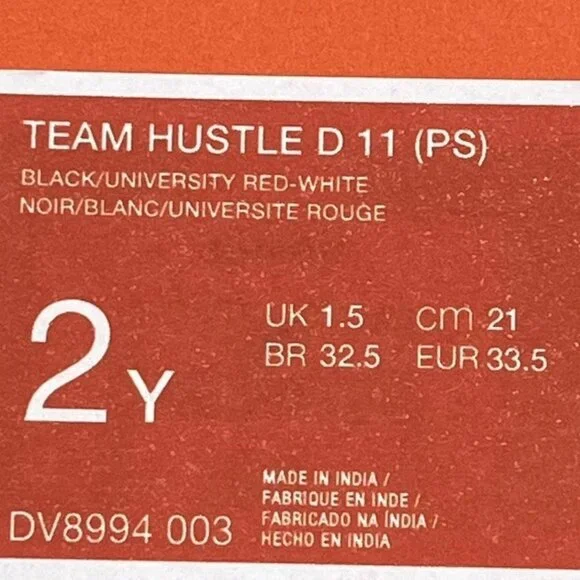 TEAM HUSTLE D 11 (PS)
BLACK/UNIVERSITY RED-WHITE
NOIR/BLANC/UNIVERSITE ROUGE
2Y
UK 1.5 cm 21
BR 32.5 EUR 33.5
MADE IN INDIA /
FABRIQUE EN INDE /
FABRICADO NA ÍNDIA /
HECHO EN INDIA
DV8994 003